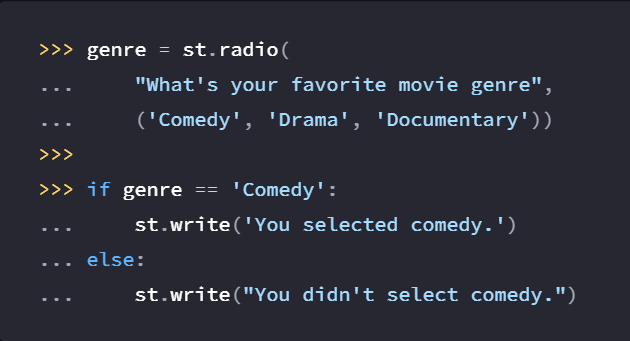 >>> genre = st.radio(
...     "What's your favorite movie genre",
...     ('Comedy', 'Drama', 'Documentary'))
>>>
>>> if genre == 'Comedy':
...     st.write('You selected comedy.')
... else:
...     st.write("You didn't select comedy.")